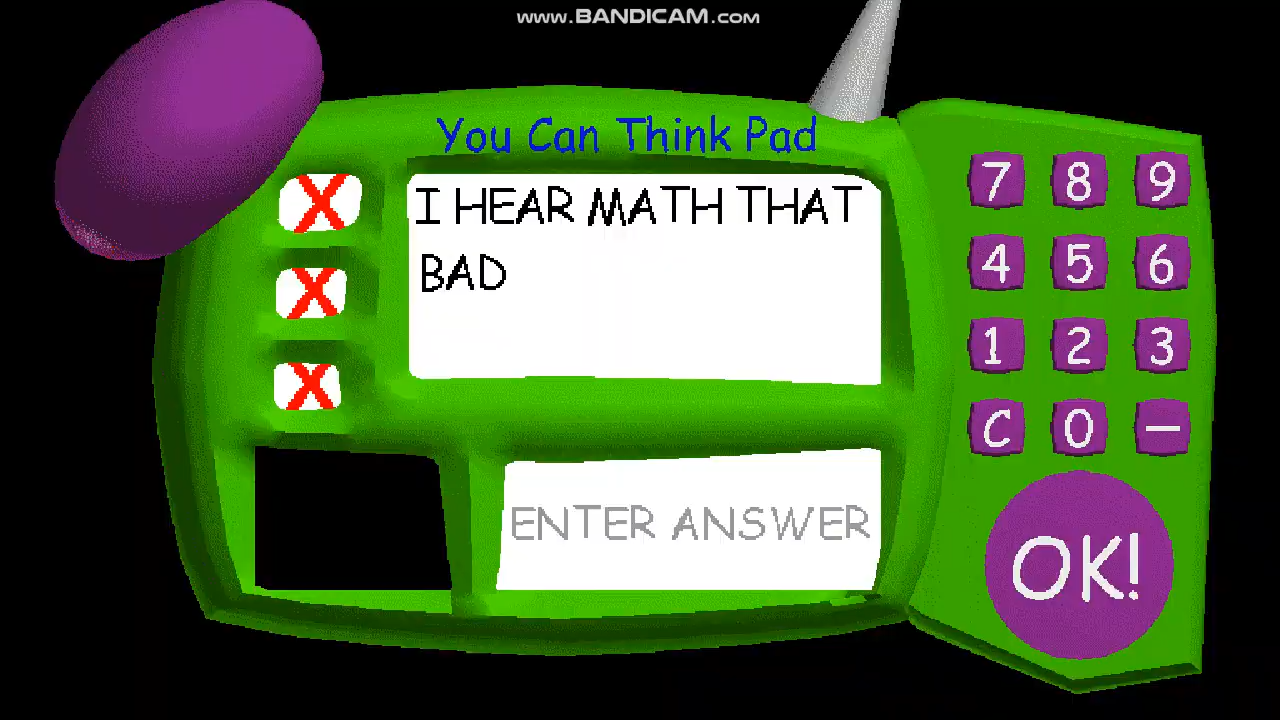 www.BANDICAM.com
You Can Think Pad
I HEAR MATH THAT
BAD
X
X
X
ENTER ANSWER
7 8 9
4 5 6
1 2 3
C 0 –
OK!